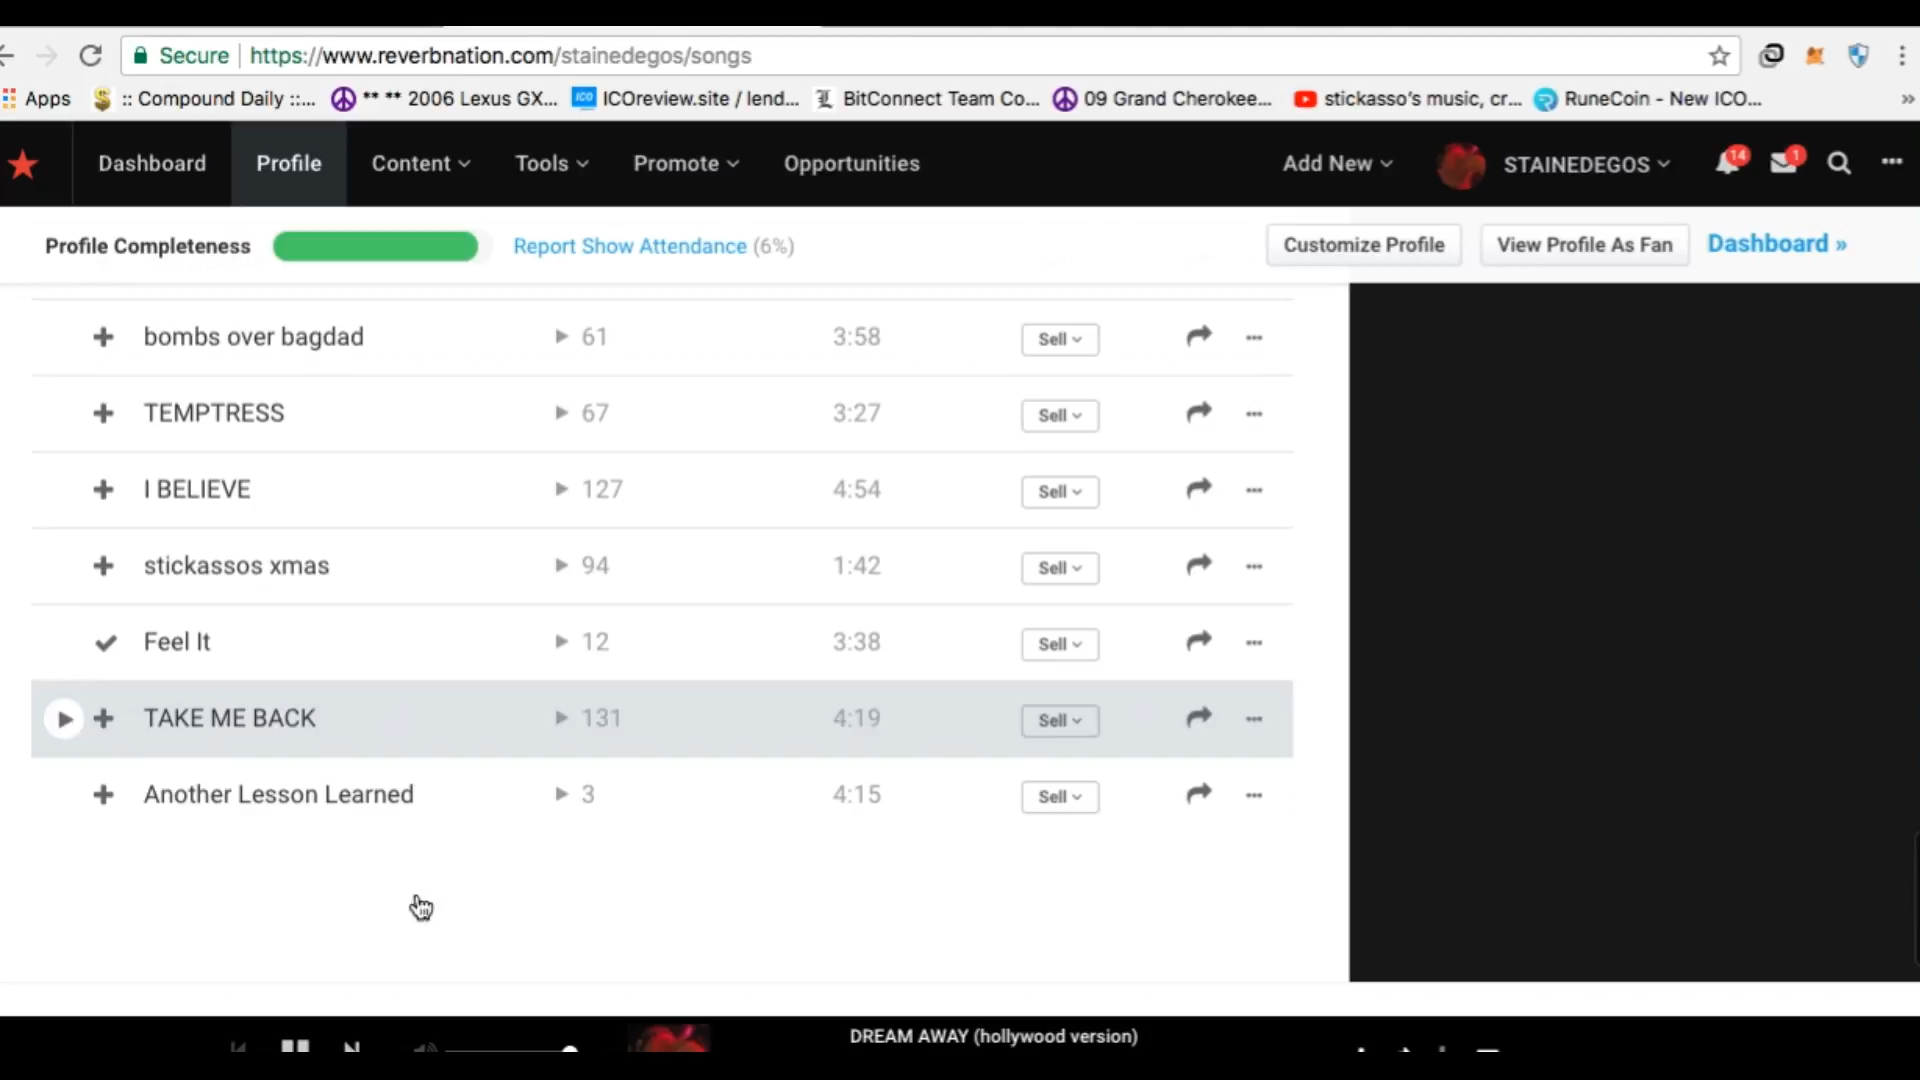 Secure | https://www.reverbnation.com/stainedegos/songs
Apps :: Compound Daily ::... ** ** 2006 Lexus GX... ICO ICOreview.site / lend... BitConnect Team Co... 09 Grand Cherokee... stickasso's music, cr... RuneCoin - New ICO... »
Dashboard Profile Content Tools Promote Opportunities Add New STAINEDEGOS 14 1
Profile Completeness Report Show Attendance (6%) Customize Profile View Profile As Fan Dashboard »
bombs over bagdad 61 3:58 Sell
TEMPTRESS 67 3:27 Sell
I BELIEVE 127 4:54 Sell
stickassos xmas 94 1:42 Sell
Feel It 12 3:38 Sell
TAKE ME BACK 131 4:19 Sell
Another Lesson Learned 3 4:15 Sell
DREAM AWAY (hollywood version)